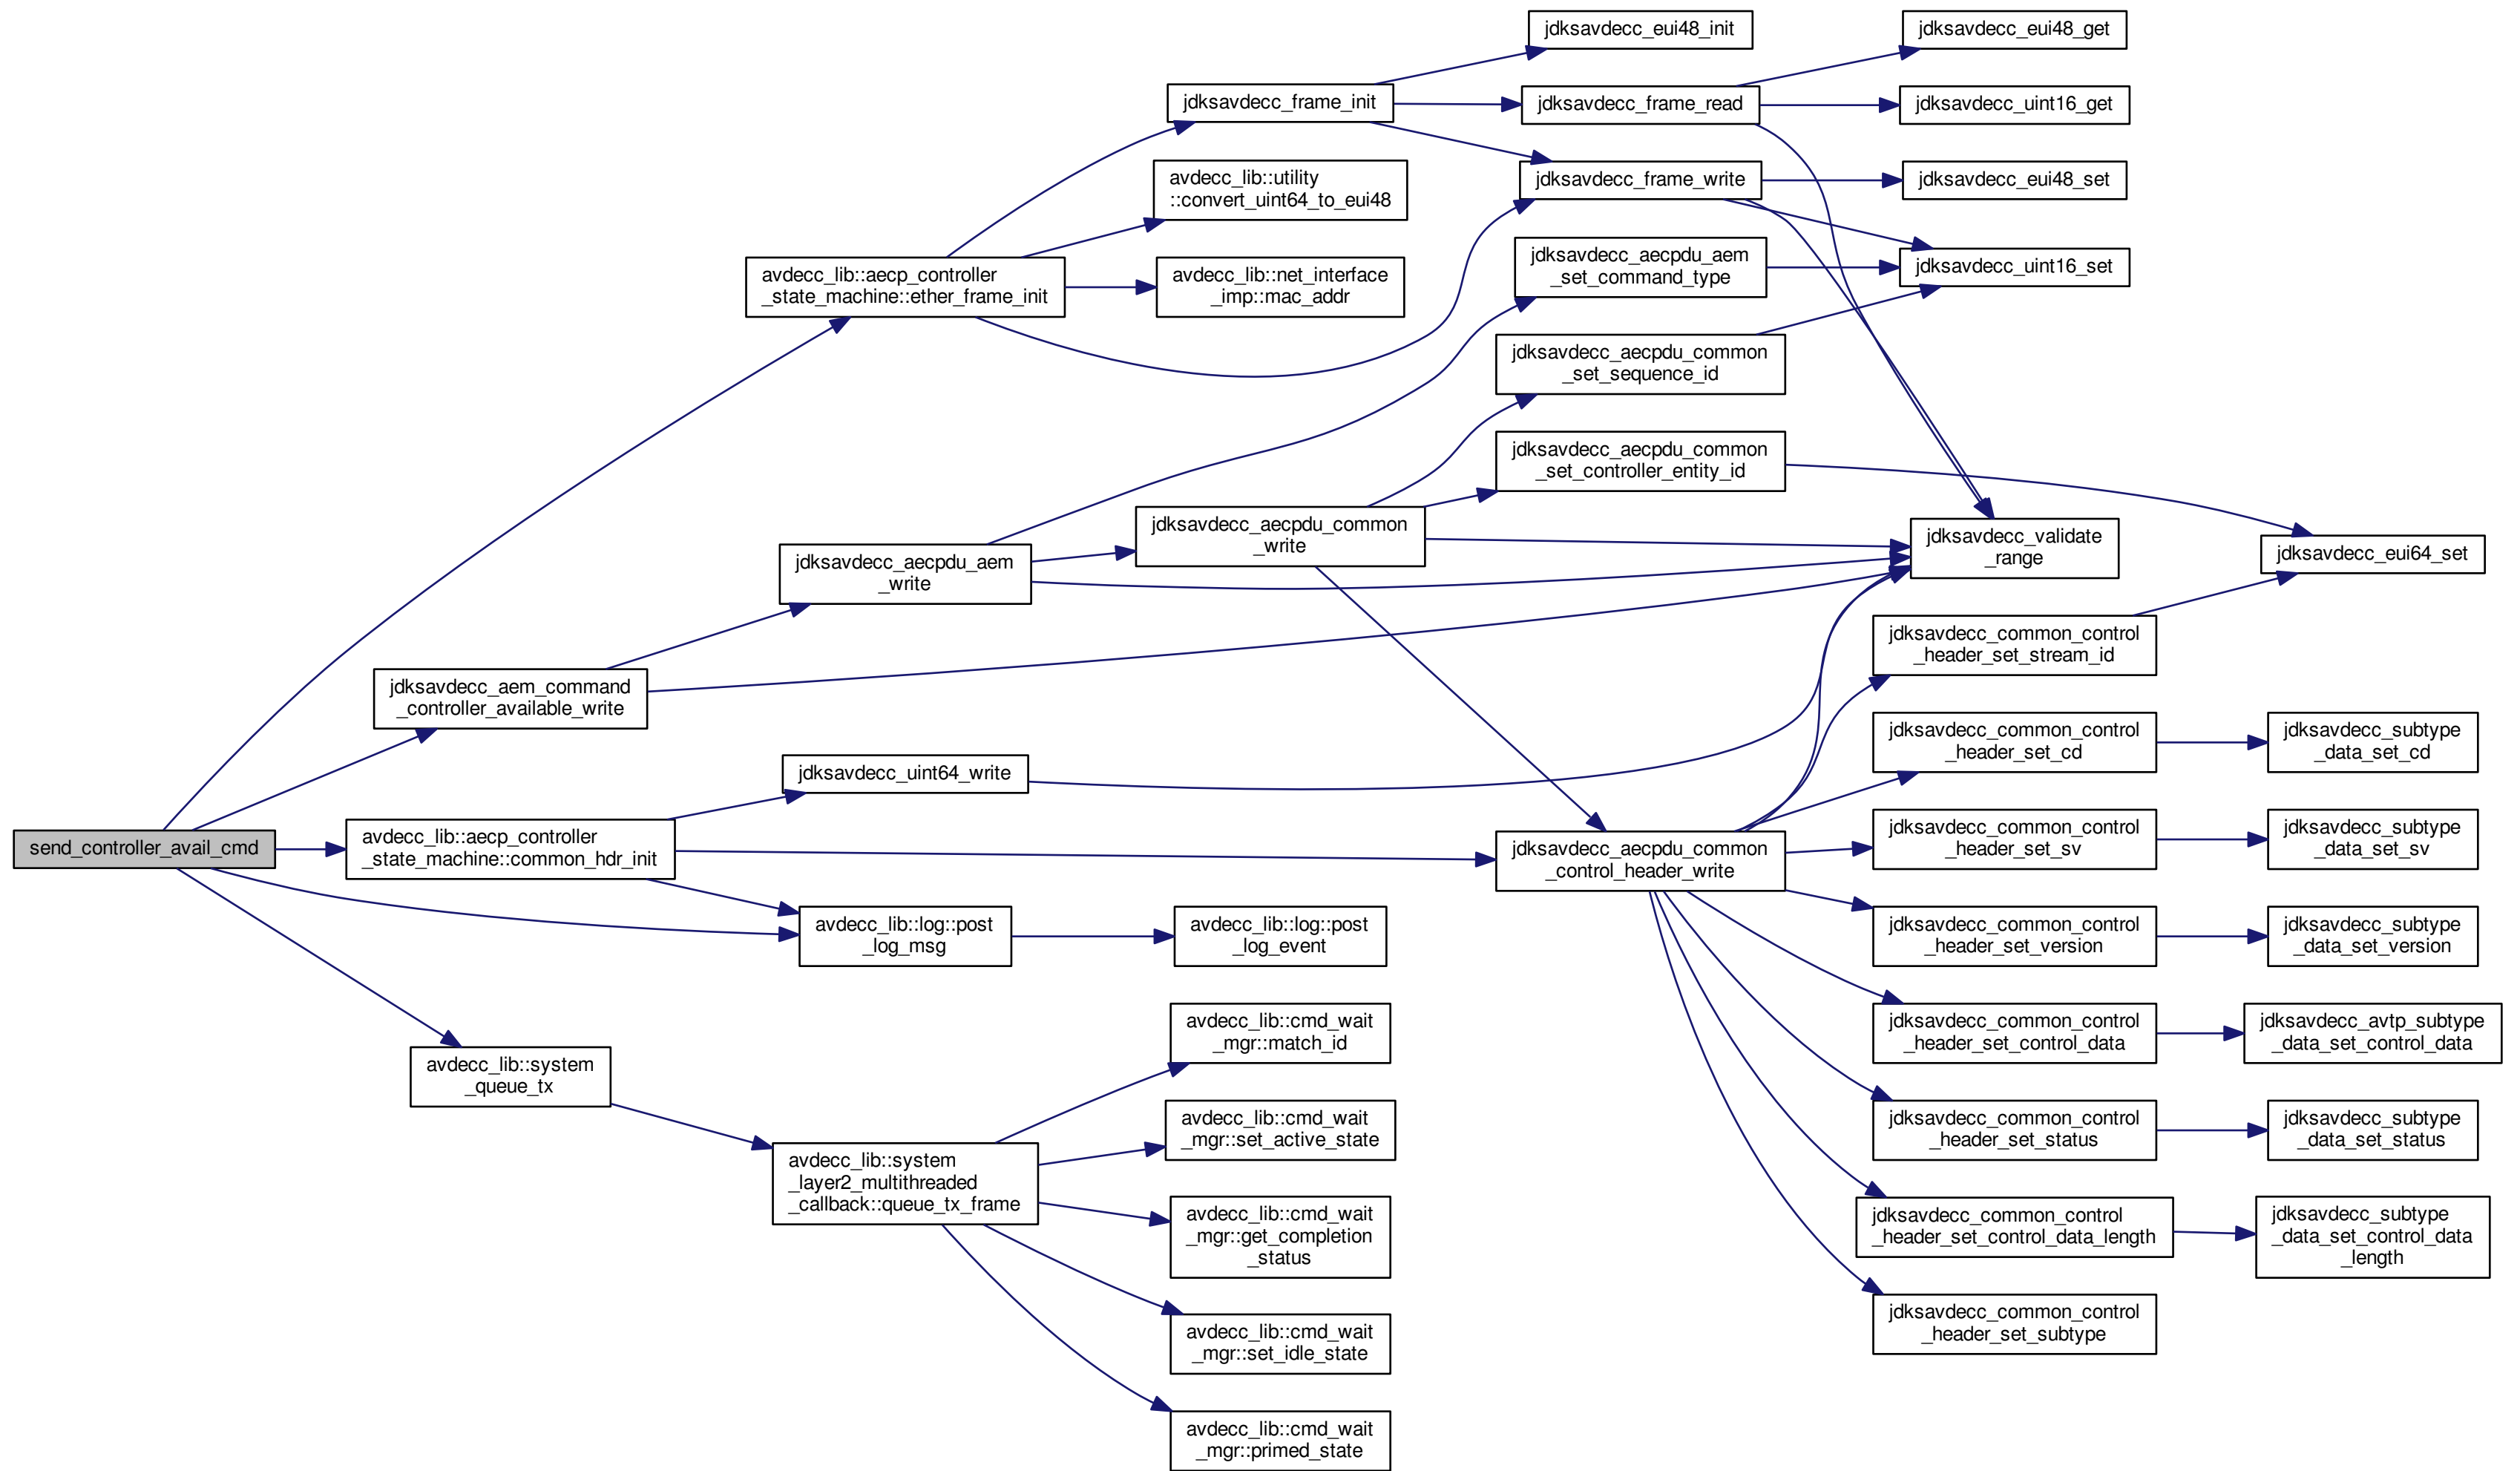 send_controller_avail_cmd
avdecc_lib::aecp_controller
_state_machine::ether_frame_init
jdksavdecc_aem_command
_controller_available_write
avdecc_lib::aecp_controller
_state_machine::common_hdr_init
avdecc_lib::system
_queue_tx
jdksavdecc_aecpdu_aem
_write
jdksavdecc_uint64_write
avdecc_lib::log::post
_log_msg
avdecc_lib::system
_layer2_multithreaded
_callback::queue_tx_frame
jdksavdecc_frame_init
avdecc_lib::utility
::convert_uint64_to_eui48
avdecc_lib::net_interface
_imp::mac_addr
jdksavdecc_aecpdu_common
_write
avdecc_lib::log::post
_log_event
avdecc_lib::cmd_wait
_mgr::match_id
avdecc_lib::cmd_wait
_mgr::set_active_state
avdecc_lib::cmd_wait
_mgr::get_completion
_status
avdecc_lib::cmd_wait
_mgr::set_idle_state
avdecc_lib::cmd_wait
_mgr::primed_state
jdksavdecc_eui48_init
jdksavdecc_frame_read
jdksavdecc_frame_write
jdksavdecc_aecpdu_aem
_set_command_type
jdksavdecc_aecpdu_common
_set_sequence_id
jdksavdecc_aecpdu_common
_set_controller_entity_id
jdksavdecc_aecpdu_common
_control_header_write
jdksavdecc_eui48_get
jdksavdecc_uint16_get
jdksavdecc_eui48_set
jdksavdecc_uint16_set
jdksavdecc_validate
_range
jdksavdecc_common_control
_header_set_stream_id
jdksavdecc_common_control
_header_set_cd
jdksavdecc_common_control
_header_set_sv
jdksavdecc_common_control
_header_set_version
jdksavdecc_common_control
_header_set_control_data
jdksavdecc_common_control
_header_set_status
jdksavdecc_common_control
_header_set_control_data_length
jdksavdecc_common_control
_header_set_subtype
jdksavdecc_eui64_set
jdksavdecc_subtype
_data_set_cd
jdksavdecc_subtype
_data_set_sv
jdksavdecc_subtype
_data_set_version
jdksavdecc_avtp_subtype
_data_set_control_data
jdksavdecc_subtype
_data_set_status
jdksavdecc_subtype
_data_set_control_data
_length